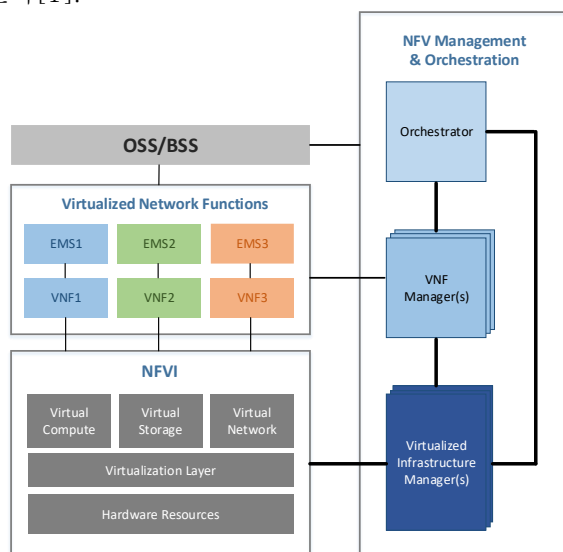 [1].
NFV Management
& Orchestration
Orchestrator
OSS/BSS
Virtualized Network Functions
EMS1
EMS2
EMS3
VNF1
VNF2
VNF3
VNF
Manager(s)
NFVI
Virtual
Compute
Virtual
Storage
Virtual
Network
Virtualization Layer
Hardware Resources
Virtualized
Infrastructure
Manager(s)